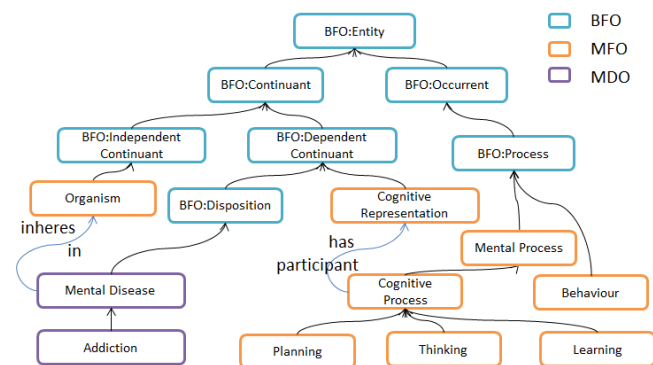 BFO:Entity
BFO
MFO
MDO
BFO:Continuant
BFO:Occurrent
BFO:Independent
Continuant
BFO:Dependent
Continuant
BFO:Process
Organism
BFO:Disposition
Cognitive
Representation
inheres
in
has
participant
Mental Process
Mental Disease
Cognitive
Process
Behaviour
Addiction
Planning
Thinking
Learning